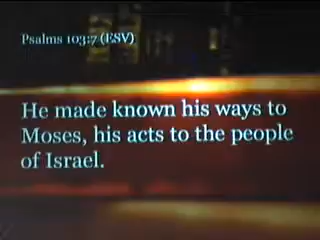 Psalms 103:7 (ESV)
He made known his ways to
Moses, his acts to the people
of Israel.